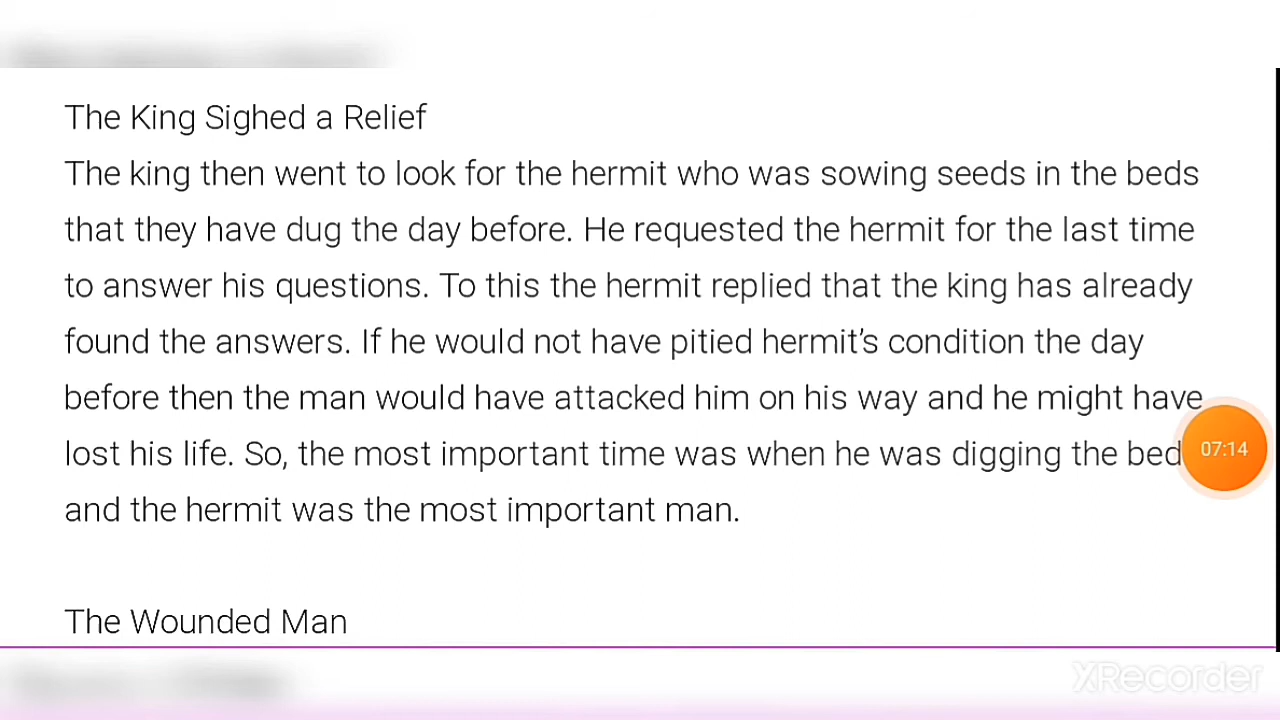 The King Sighed a Relief
The king then went to look for the hermit who was sowing seeds in the beds
that they have dug the day before. He requested the hermit for the last time
to answer his questions. To this the hermit replied that the king has already
found the answers. If he would not have pitied hermit's condition the day
before then the man would have attacked him on his way and he might have
lost his life. So, the most important time was when he was digging the bed
and the hermit was the most important man.
The Wounded Man
07:14
XRecorder